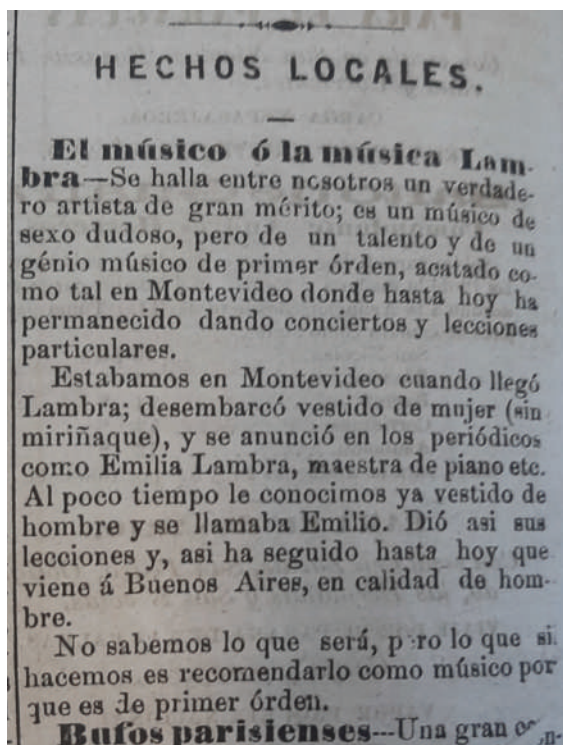 HECHOS LOCALES.
El músico ó la música Lam-
bra—Se halla entre nosotros un verdade-
ro artista de gran mérito; es un músico de
sexo dudoso, pero de un talento y de un
génio músico de primer órden, acatado co-
mo tal en Montevideo donde hasta hoy ha
permanecido dando conciertos y lecciones
particulares.
Estabamos en Montevideo cuando llegó
Lambra; desembarcó vestido de mujer (sin
miriñaque), y se anunció en los periódicos
como Emilia Lambra, maestra de piano etc.
Al poco tiempo le conocimos ya vestido de
hombre y se llamaba Emilio. Dió asi sus
lecciones y, asi ha seguido hasta hoy que
viene á Buenos Aires, en calidad de hom-
bre.
No sabemos lo que será, pero lo que si
hacemos es recomendarlo como músico por
que es de primer órden.
Bufos parisienses---Una gran